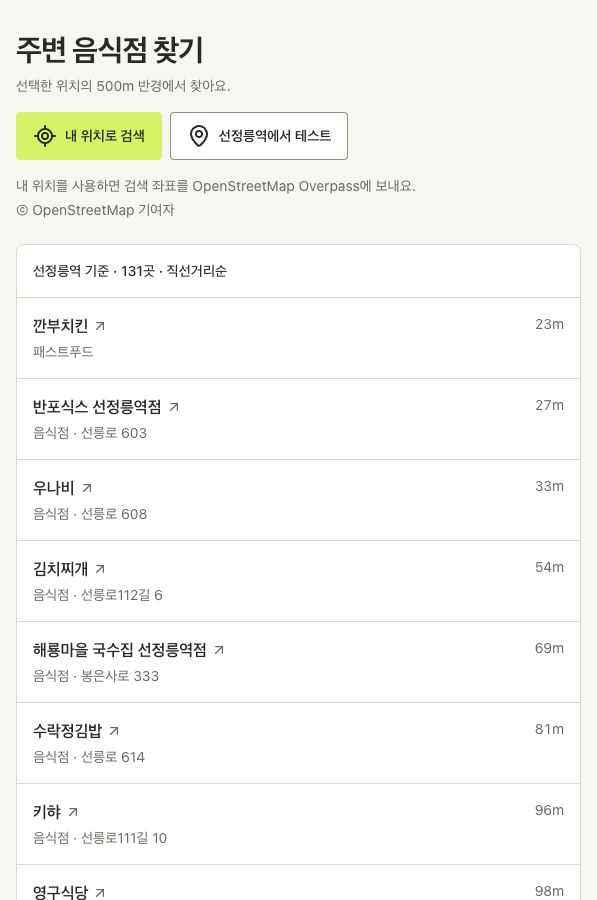 주변 음식점 찾기
선택한 위치의 500m 반경에서 찾아요.
내 위치로 검색 선정릉역에서 테스트
내 위치를 사용하면 검색 좌표를 OpenStreetMap Overpass에 보내요.
© OpenStreetMap 기여자
선정릉역 기준 · 131곳 · 직선거리순
깐부치킨 ↗ 23m
패스트푸드
반포식스 선정릉역점 ↗ 27m
음식점 · 선릉로 603
우나비 ↗ 33m
음식점 · 선릉로 608
김치찌개 ↗ 54m
음식점 · 선릉로112길 6
해룡마을 국수집 선정릉역점 ↗ 69m
음식점 · 봉은사로 333
수락정김밥 ↗ 81m
음식점 · 선릉로 614
키햐 ↗ 96m
음식점 · 선릉로111길 10
영구식당 ↗ 98m